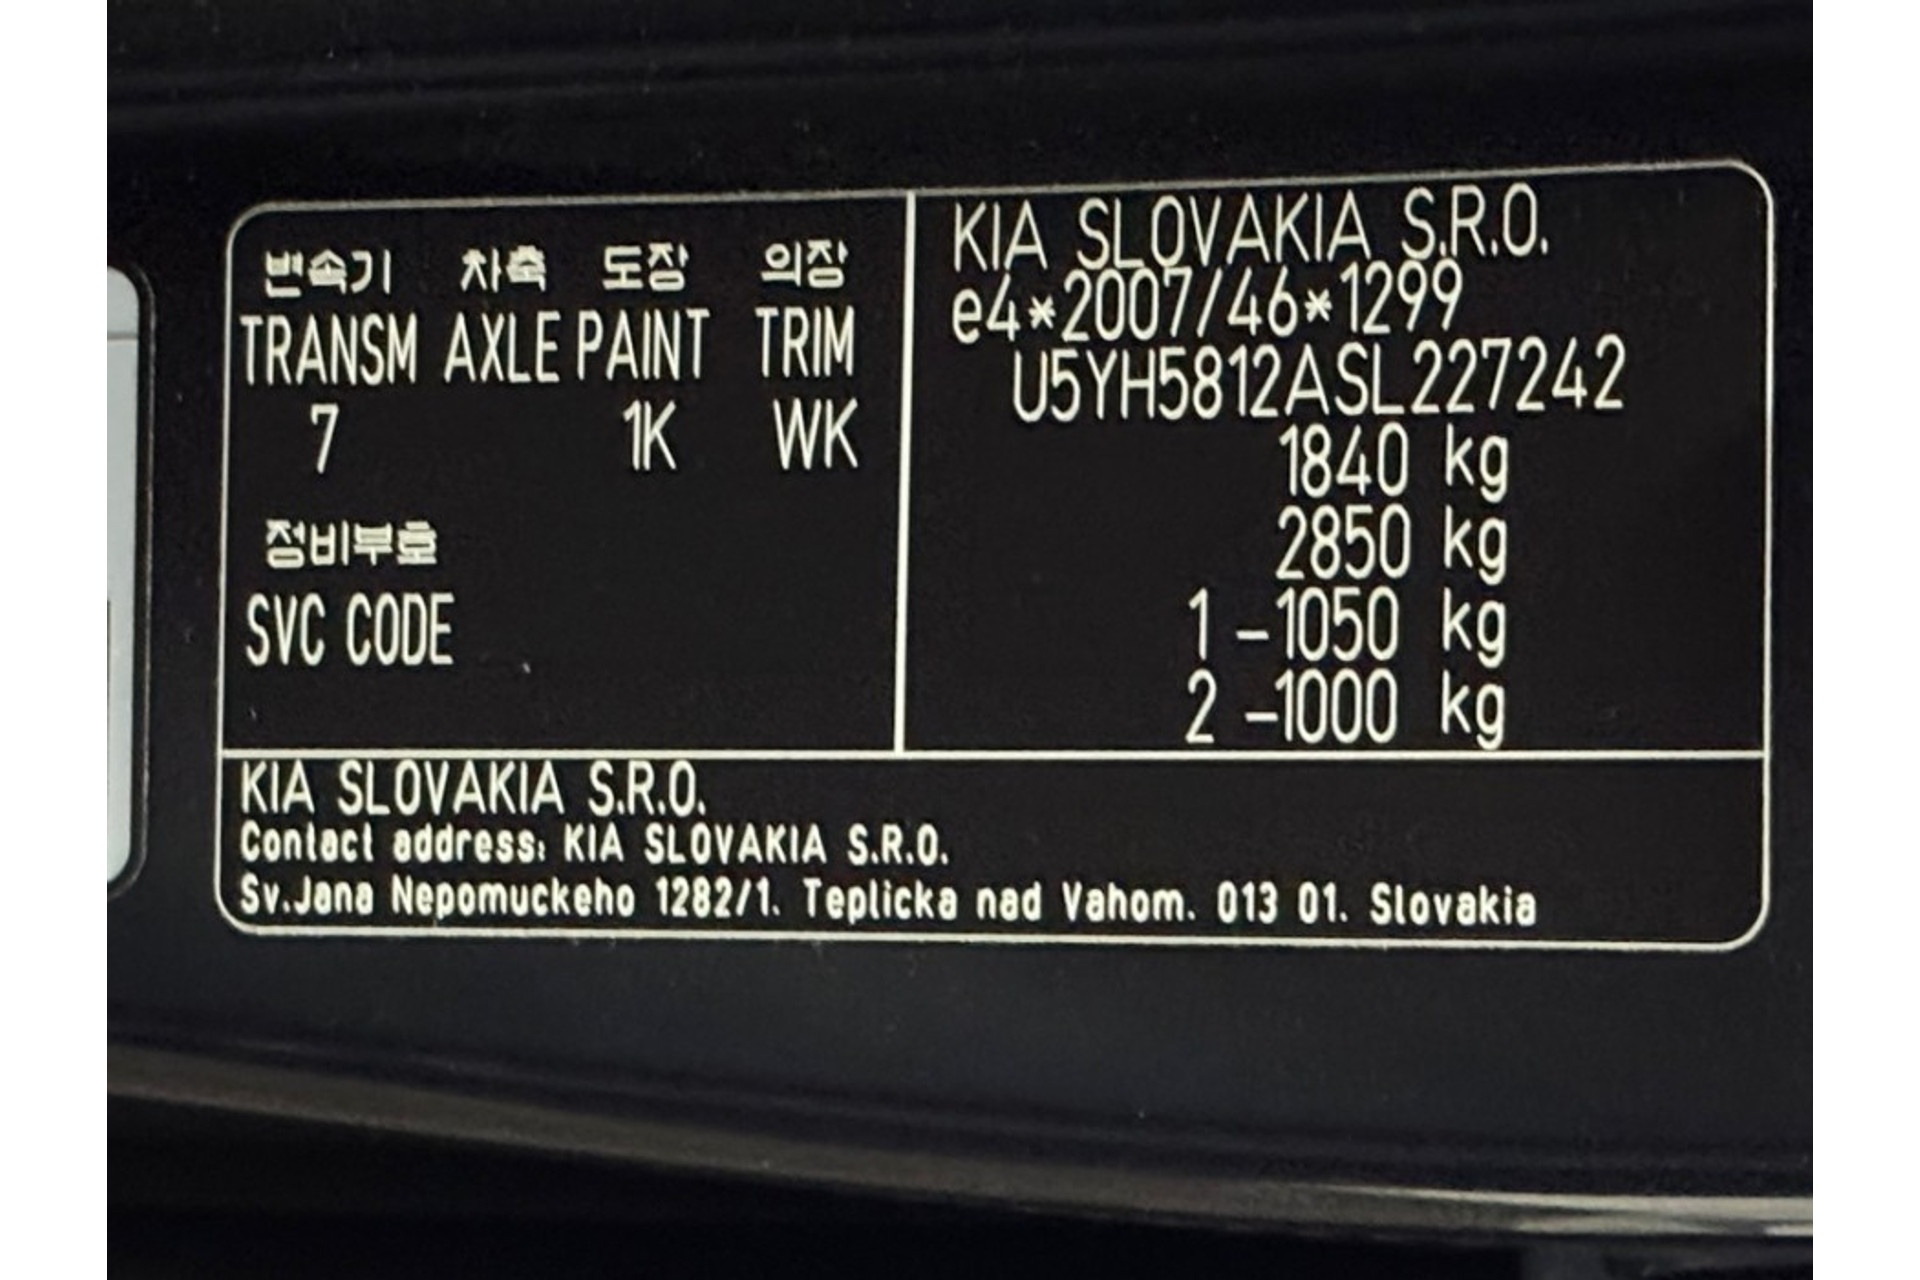 변속기 차축 도장 의장
TRANSM AXLE PAINT TRIM
7 1K WK
정비부호
SVC CODE
KIA SLOVAKIA S.R.O.
e4*2007/46*1299
U5YH5812ASL227242
1840 kg
2850 kg
1 -1050 kg
2 -1000 kg
KIA SLOVAKIA S.R.O.
Contact address: KIA SLOVAKIA S.R.O.
Sv.Jana Nepomuckeho 1282/1. Teplicka nad Vahom. 013 01. Slovakia